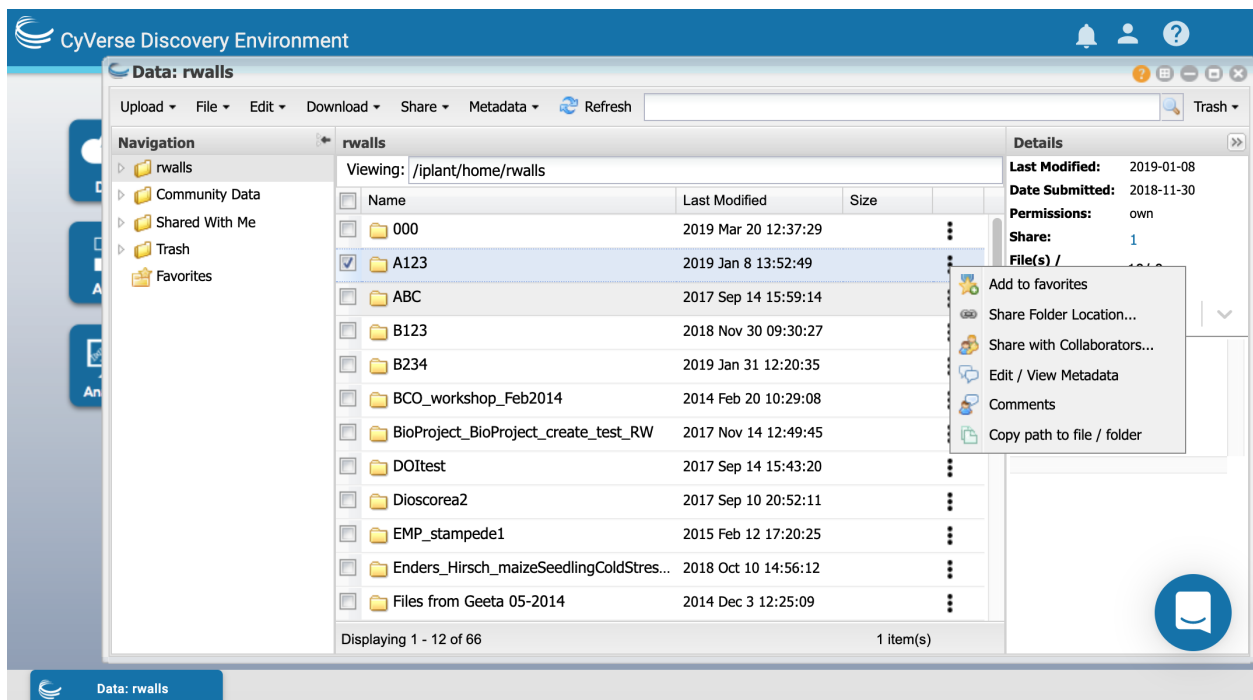 CyVerse Discovery Environment
Data: rwalls
Upload File Edit Download Share Metadata Refresh Trash
Navigation
rwalls
Community Data
Shared With Me
Trash
Favorites
rwalls
Viewing: /iplant/home/rwalls
Name Last Modified Size
000 2019 Mar 20 12:37:29
A123 2019 Jan 8 13:52:49
ABC 2017 Sep 14 15:59:14
B123 2018 Nov 30 09:30:27
B234 2019 Jan 31 12:20:35
BCO_workshop_Feb2014 2014 Feb 20 10:29:08
BioProject_BioProject_create_test_RW 2017 Nov 14 12:49:45
DOItest 2017 Sep 14 15:43:20
Dioscorea2 2017 Sep 10 20:52:11
EMP_stampede1 2015 Feb 12 17:20:25
Enders_Hirsch_maizeSeedlingColdStres... 2018 Oct 10 14:56:12
Files from Geeta 05-2014 2014 Dec 3 12:25:09
Displaying 1 - 12 of 66 1 item(s)
Details
Last Modified: 2019-01-08
Date Submitted: 2018-11-30
Permissions: own
Share: 1
File(s) /
Add to favorites
Share Folder Location...
Share with Collaborators...
Edit / View Metadata
Comments
Copy path to file / folder
Data: rwalls